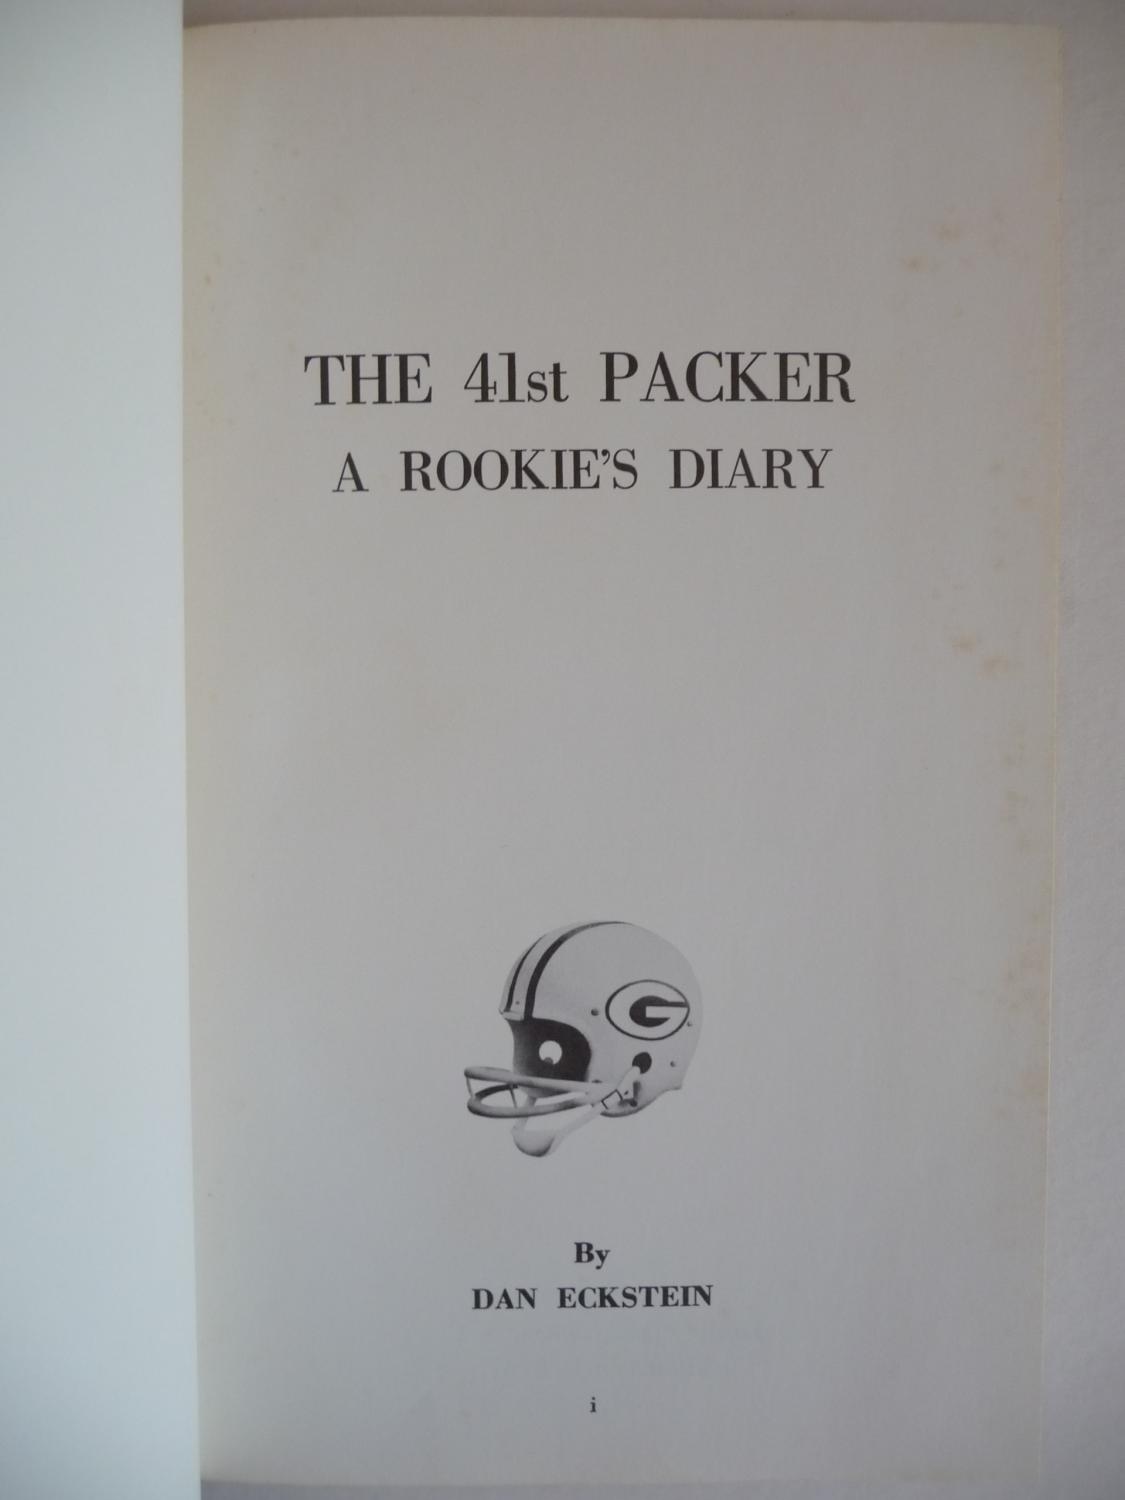 THE 41st PACKER
A ROOKIE'S DIARY
G
By
DAN ECKSTEIN
i